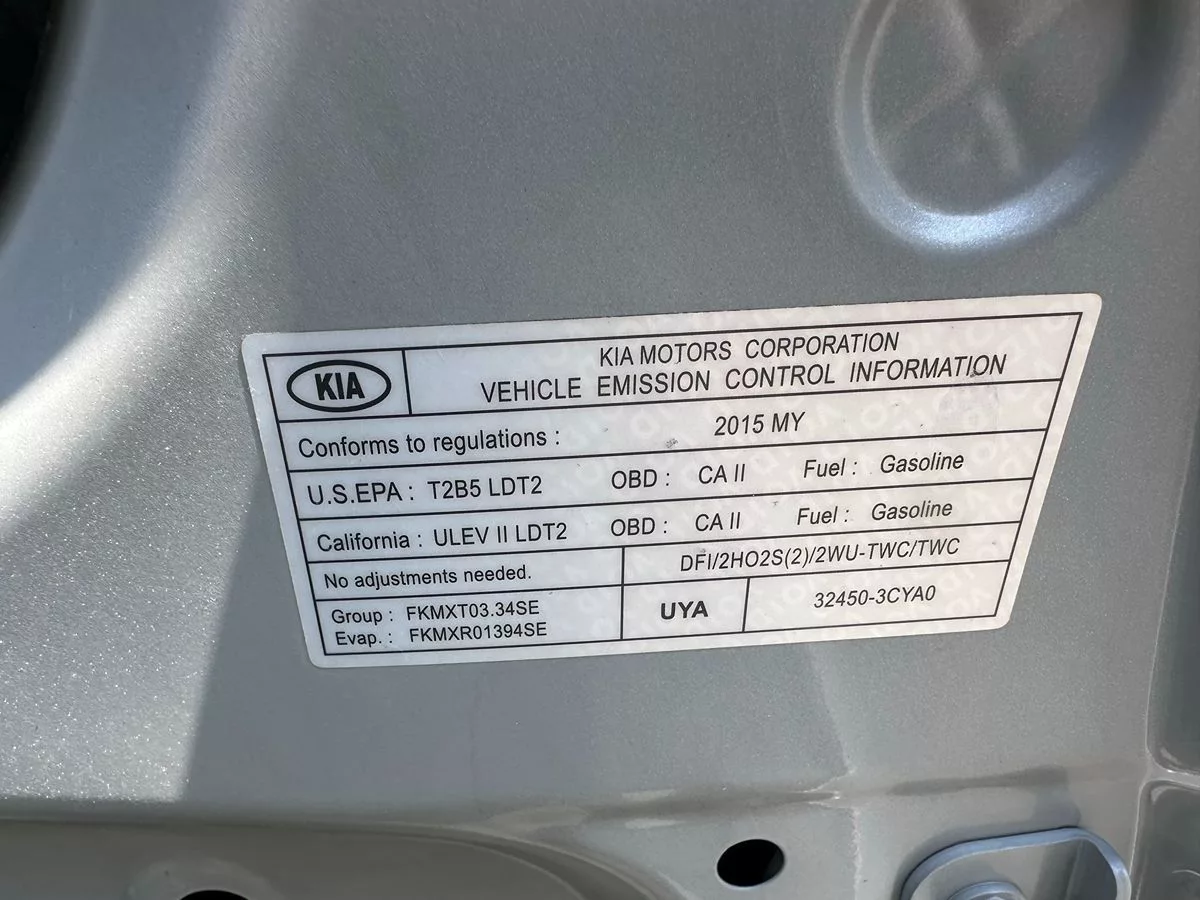 KIA
KIA MOTORS CORPORATION
VEHICLE EMISSION CONTROL INFORMATION
Conforms to regulations : 2015 MY
U.S.EPA : T2B5 LDT2 OBD : CA II Fuel : Gasoline
California : ULEV II LDT2 OBD : CA II Fuel : Gasoline
No adjustments needed. DFI/2HO2S(2)/2WU-TWC/TWC
Group : FKMXT03.34SE
Evap. : FKMXR01394SE
UYA
32450-3CYA0